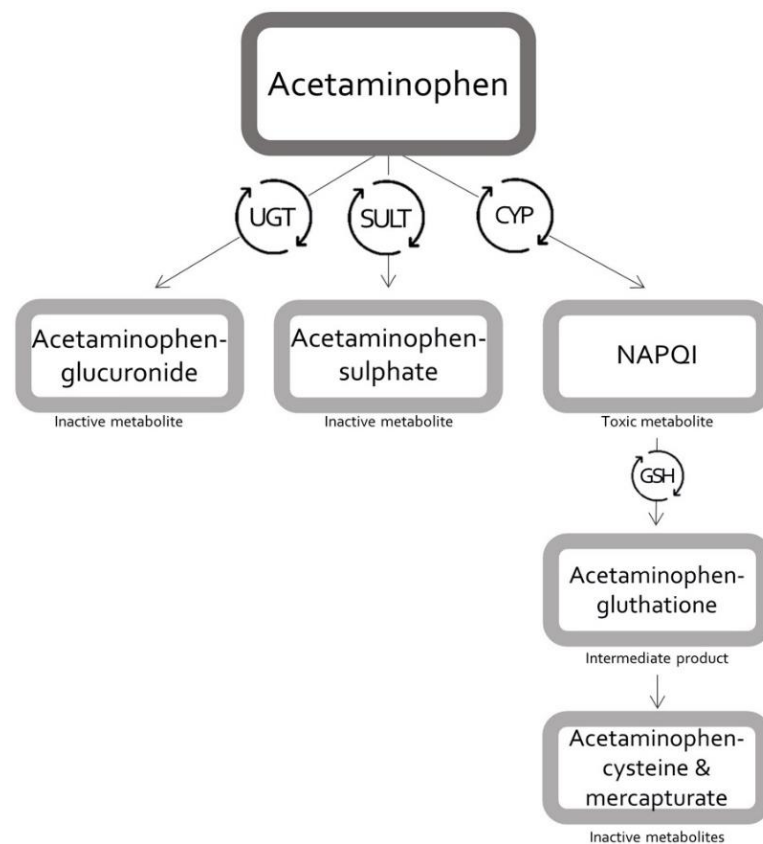 Acetaminophen
UGT
SULT
CYP
Acetaminophen-
glucuronide
Inactive metabolite
Acetaminophen-
sulphate
Inactive metabolite
NAPQI
Toxic metabolite
GSH
Acetaminophen-
gluthatione
Intermediate product
Acetaminophen-
cysteine &
mercapturate
Inactive metabolites